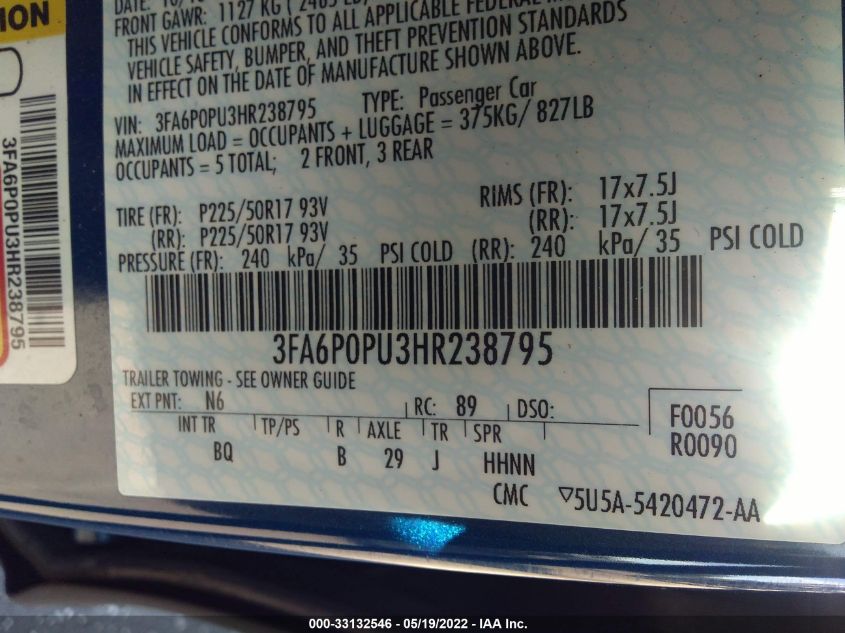 FRONT GAWR: 1127 KG
THIS VEHICLE CONFORMS TO ALL APPLICABLE FEDERAL
VEHICLE SAFETY, BUMPER, AND THEFT PREVENTION STANDARDS
IN EFFECT ON THE DATE OF MANUFACTURE SHOWN ABOVE.
VIN: 3FA6P0PU3HR238795 TYPE: Passenger Car
MAXIMUM LOAD = OCCUPANTS + LUGGAGE = 375KG/ 827LB
OCCUPANTS = 5 TOTAL; 2 FRONT, 3 REAR
TIRE (FR): P225/50R17 93V RIMS (FR): 17x7.5J
(RR): P225/50R17 93V (RR): 17x7.5J
PRESSURE (FR): 240 kPa/ 35 PSI COLD (RR): 240 kPa/ 35 PSI COLD
3FA6P0PU3HR238795
TRAILER TOWING - SEE OWNER GUIDE
EXT PNT: N6 RC: 89 DSO:
INT TR TP/PS R AXLE TR SPR
BQ B 29 J HHNN
F0056
R0090
CMC ▽5U5A-5420472-AA
3FA6P0PU3HR238795
000-33132546 - 05/19/2022 - IAA Inc.